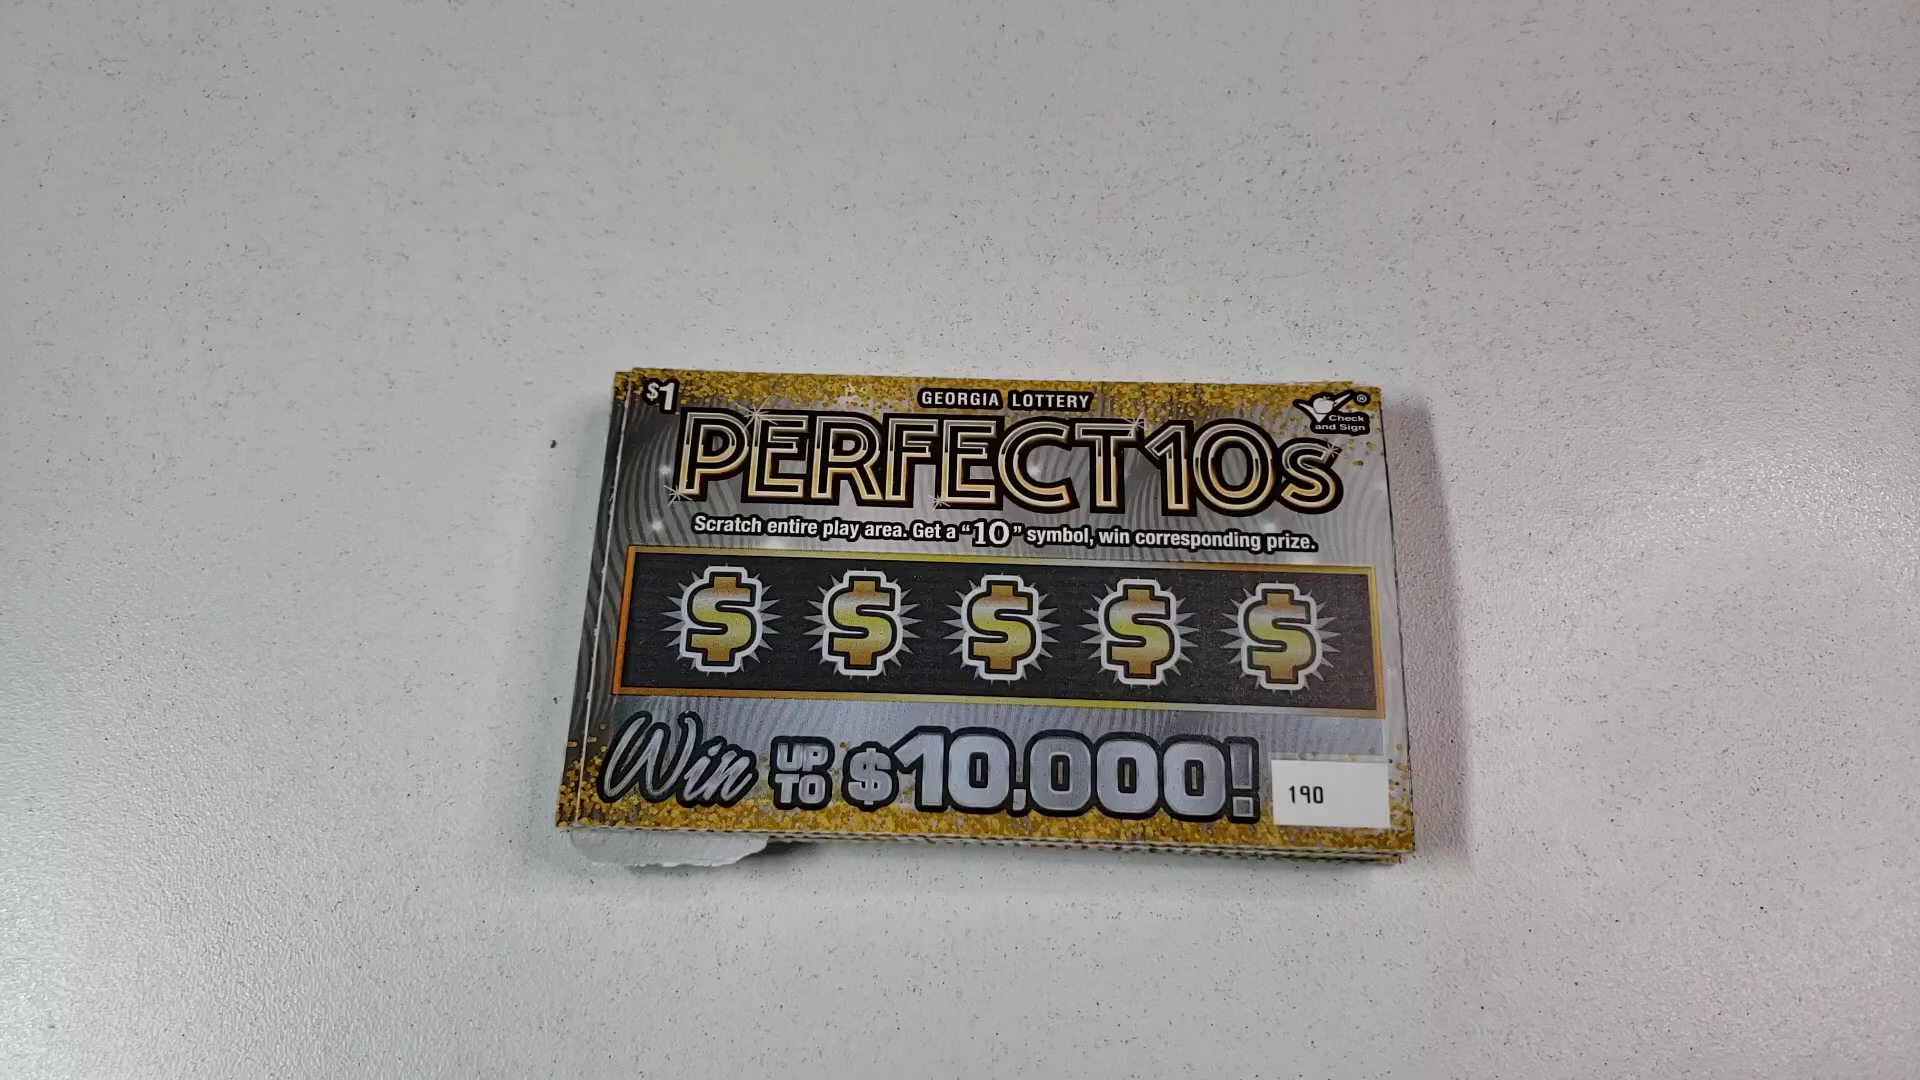 $1
GEORGIA LOTTERY
®
Check
and Sign
PERFECT 10s
Scratch entire play area. Get a “10” symbol, win corresponding prize.
$ $ $ $ $
Win UP TO $10,000!
190